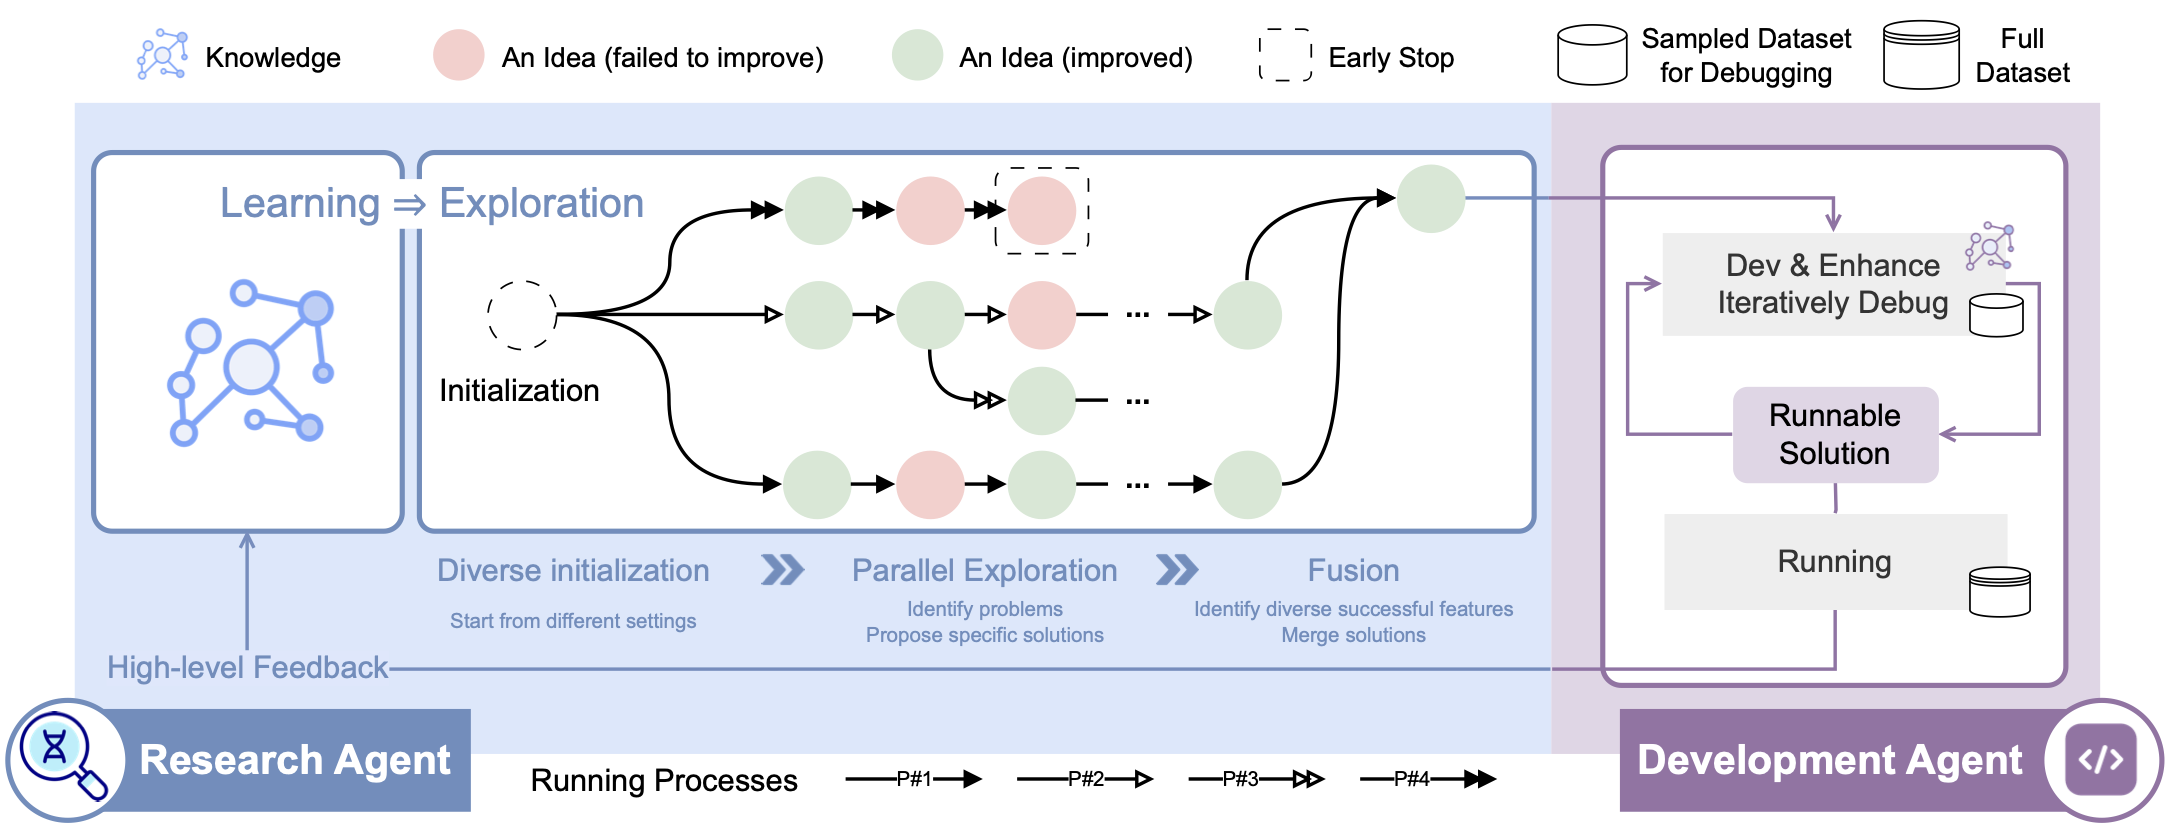 Knowledge
An Idea (failed to improve)
An Idea (improved)
Early Stop
Sampled Dataset
for Debugging
Full
Dataset
Learning ⇒ Exploration
Initialization
...
...
...
Diverse initialization
Start from different settings
Parallel Exploration
Identify problems
Propose specific solutions
Fusion
Identify diverse successful features
Merge solutions
High-level Feedback
Dev & Enhance
Iteratively Debug
Runnable
Solution
Running
Research Agent
Running Processes
P#1
P#2
P#3
P#4
Development Agent
</>